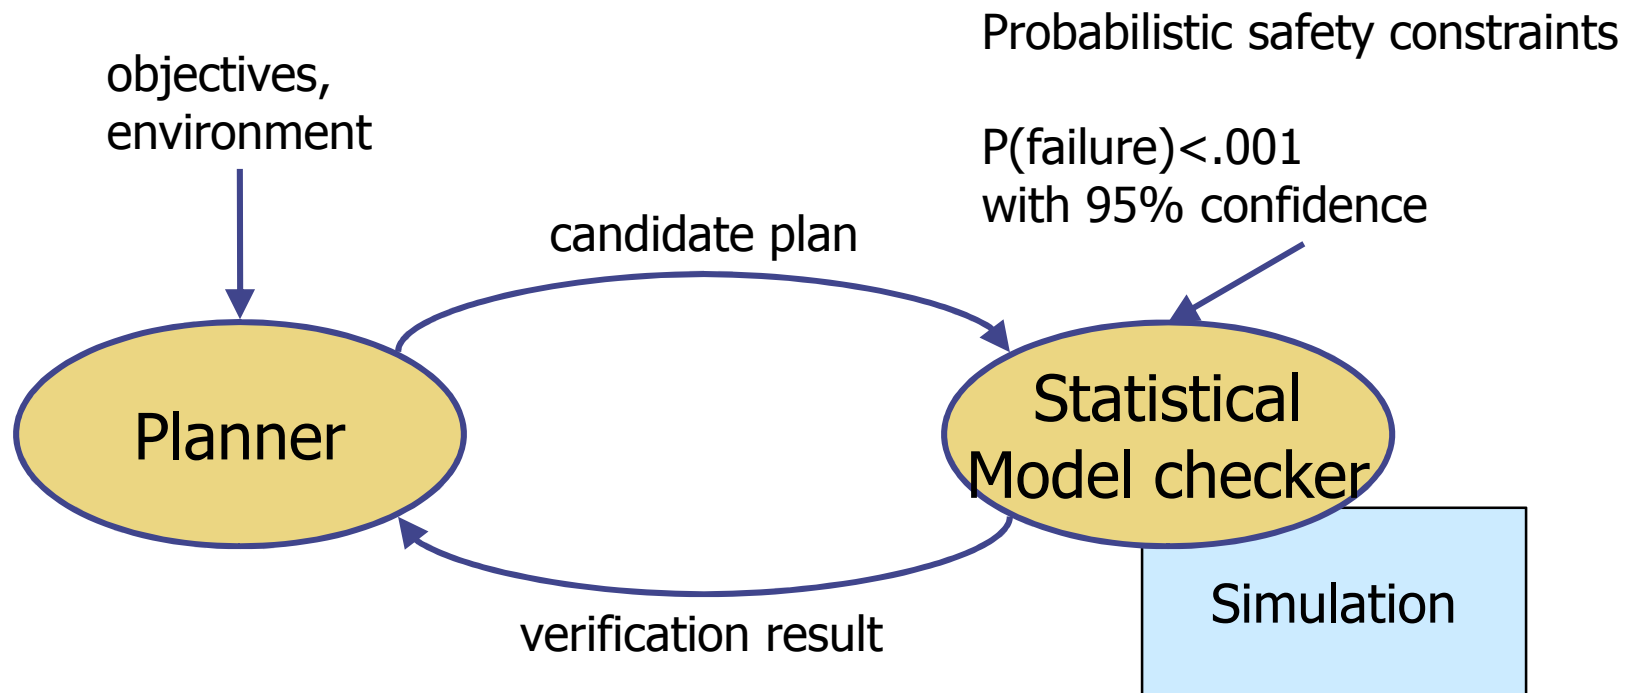 Probabilistic safety constraints
objectives,
environment
P(failure)<.001
with 95% confidence
candidate plan
Planner
Statistical
Model checker
Simulation
verification result